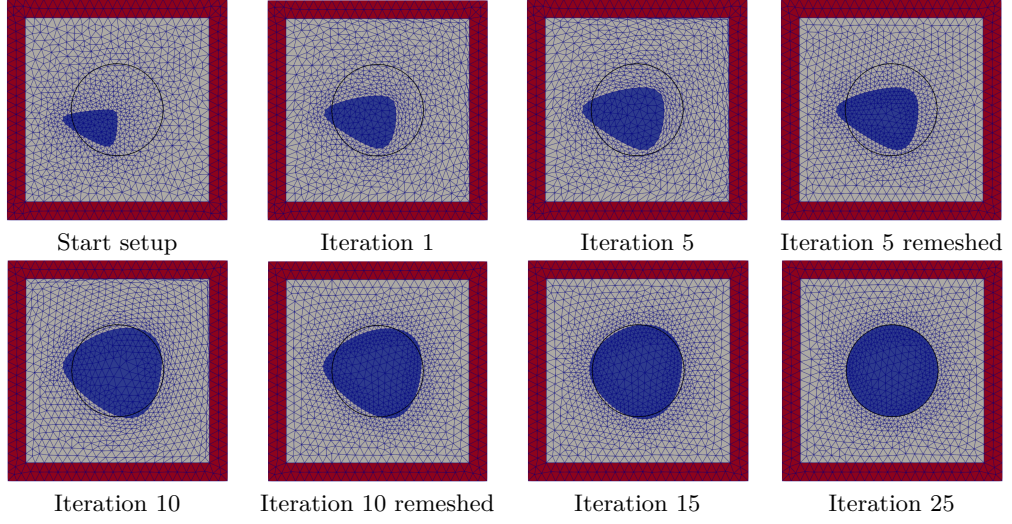 Start setup
Iteration 1
Iteration 5
Iteration 5 remeshed
Iteration 10
Iteration 10 remeshed
Iteration 15
Iteration 25